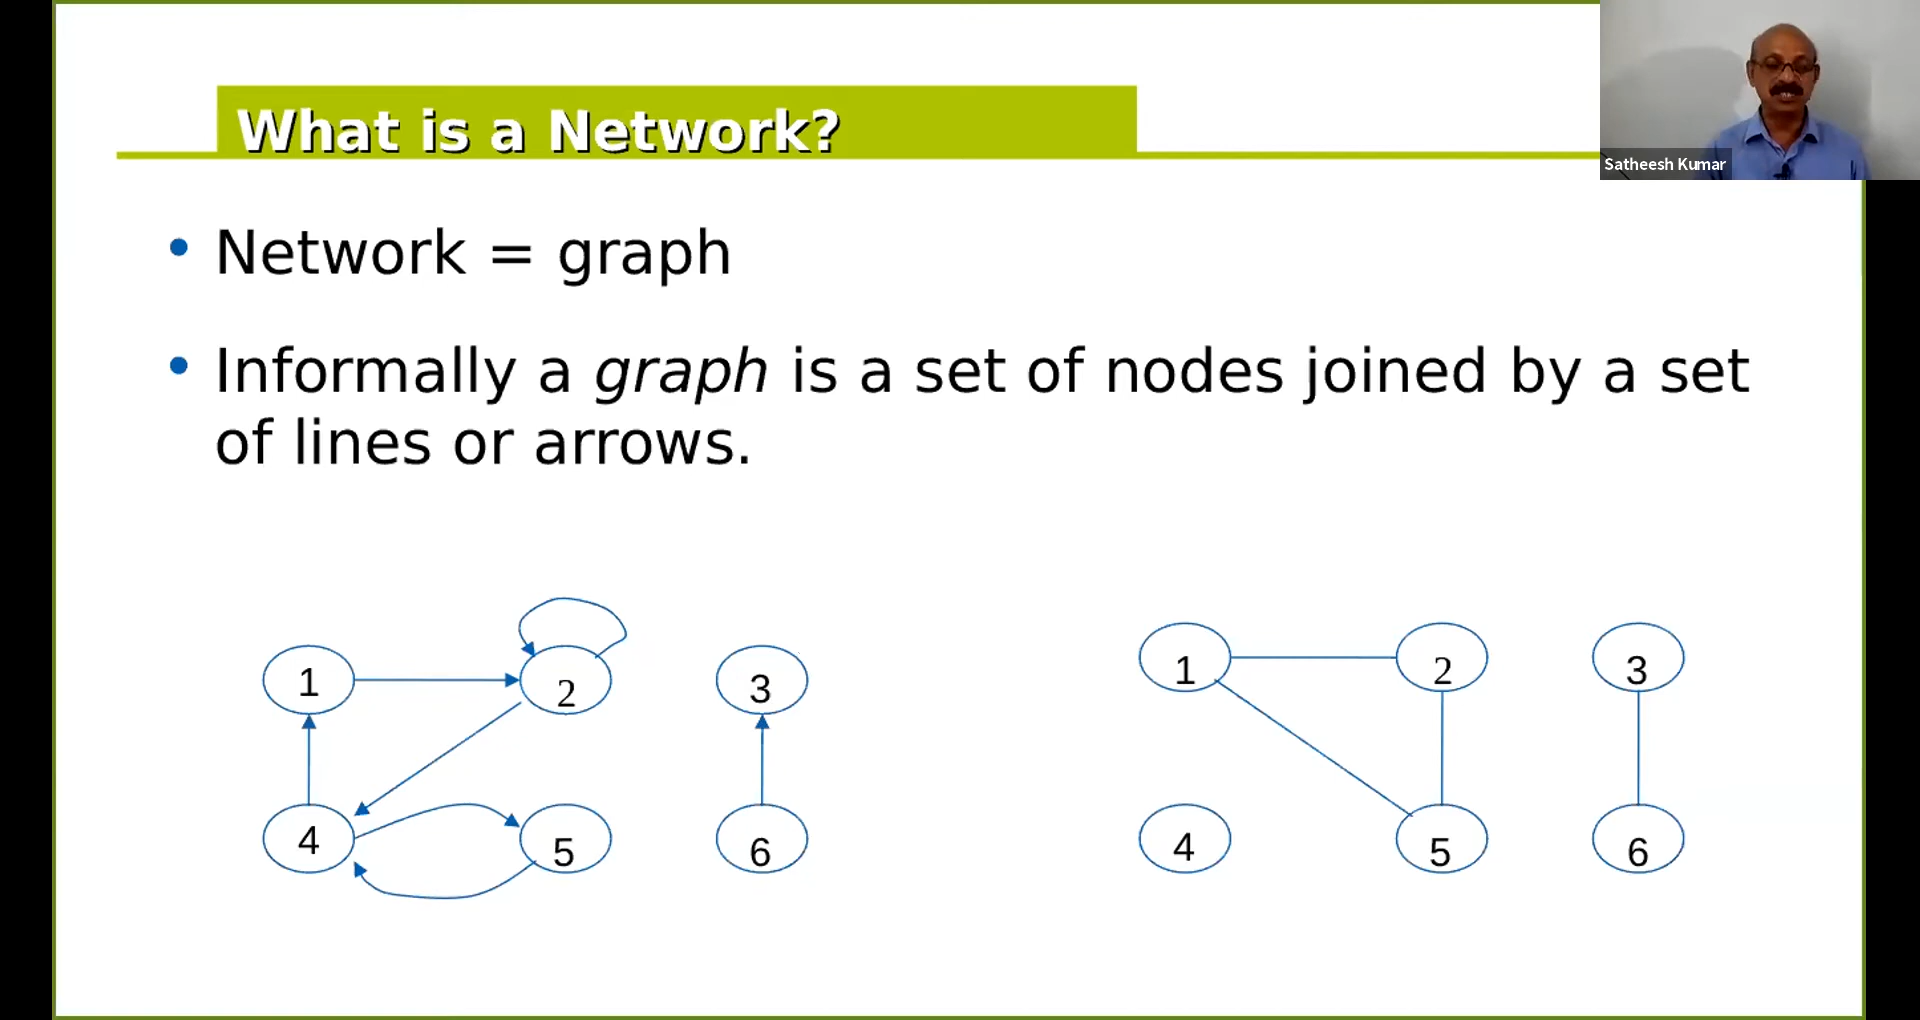 What is a Network?
Satheesh Kumar
• Network = graph
• Informally a graph is a set of nodes joined by a set
of lines or arrows.
1 2 3
4 5 6
1 2 3
4 5 6